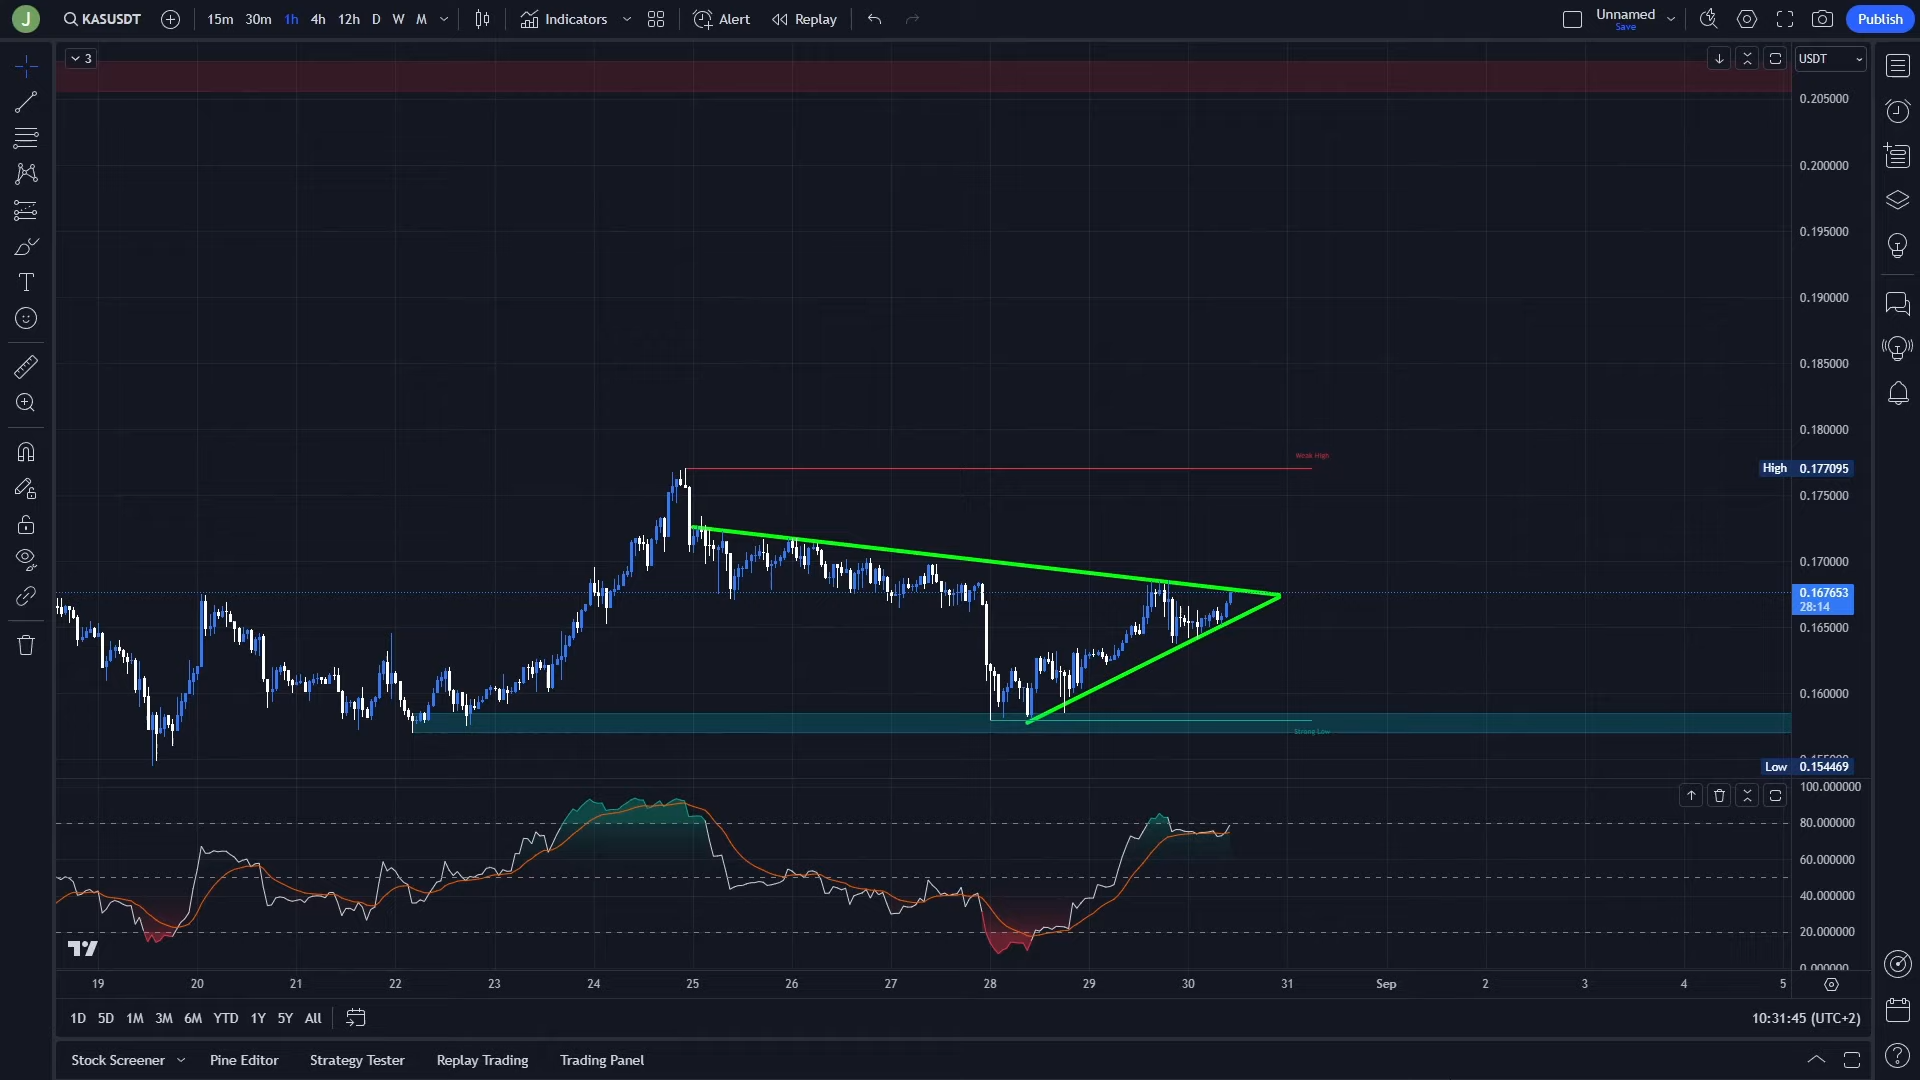 J KASUSDT 15m 30m 1h 4h 12h D W M Indicators Alert Replay Unnamed Save Publish
3
USDT
0.205000
0.200000
0.195000
0.190000
0.185000
0.180000
Weak High
High 0.177095
0.175000
0.170000
0.167653
28:14
0.165000
0.160000
Strong Low
Low 0.154469
100.000000
80.000000
60.000000
40.000000
20.000000
0.000000
19 20 21 22 23 24 25 26 27 28 29 30 31 Sep 2 3 4 5
1D 5D 1M 3M 6M YTD 1Y 5Y All 10:31:45 (UTC+2)
Stock Screener Pine Editor Strategy Tester Replay Trading Trading Panel